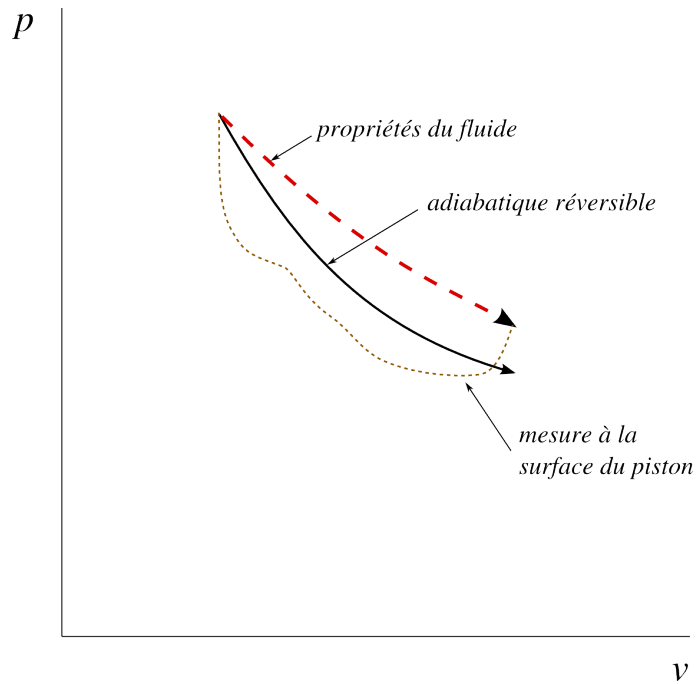 p
propriétés du fluide
adiabatique réversible
mesure à la
surface du piston
v